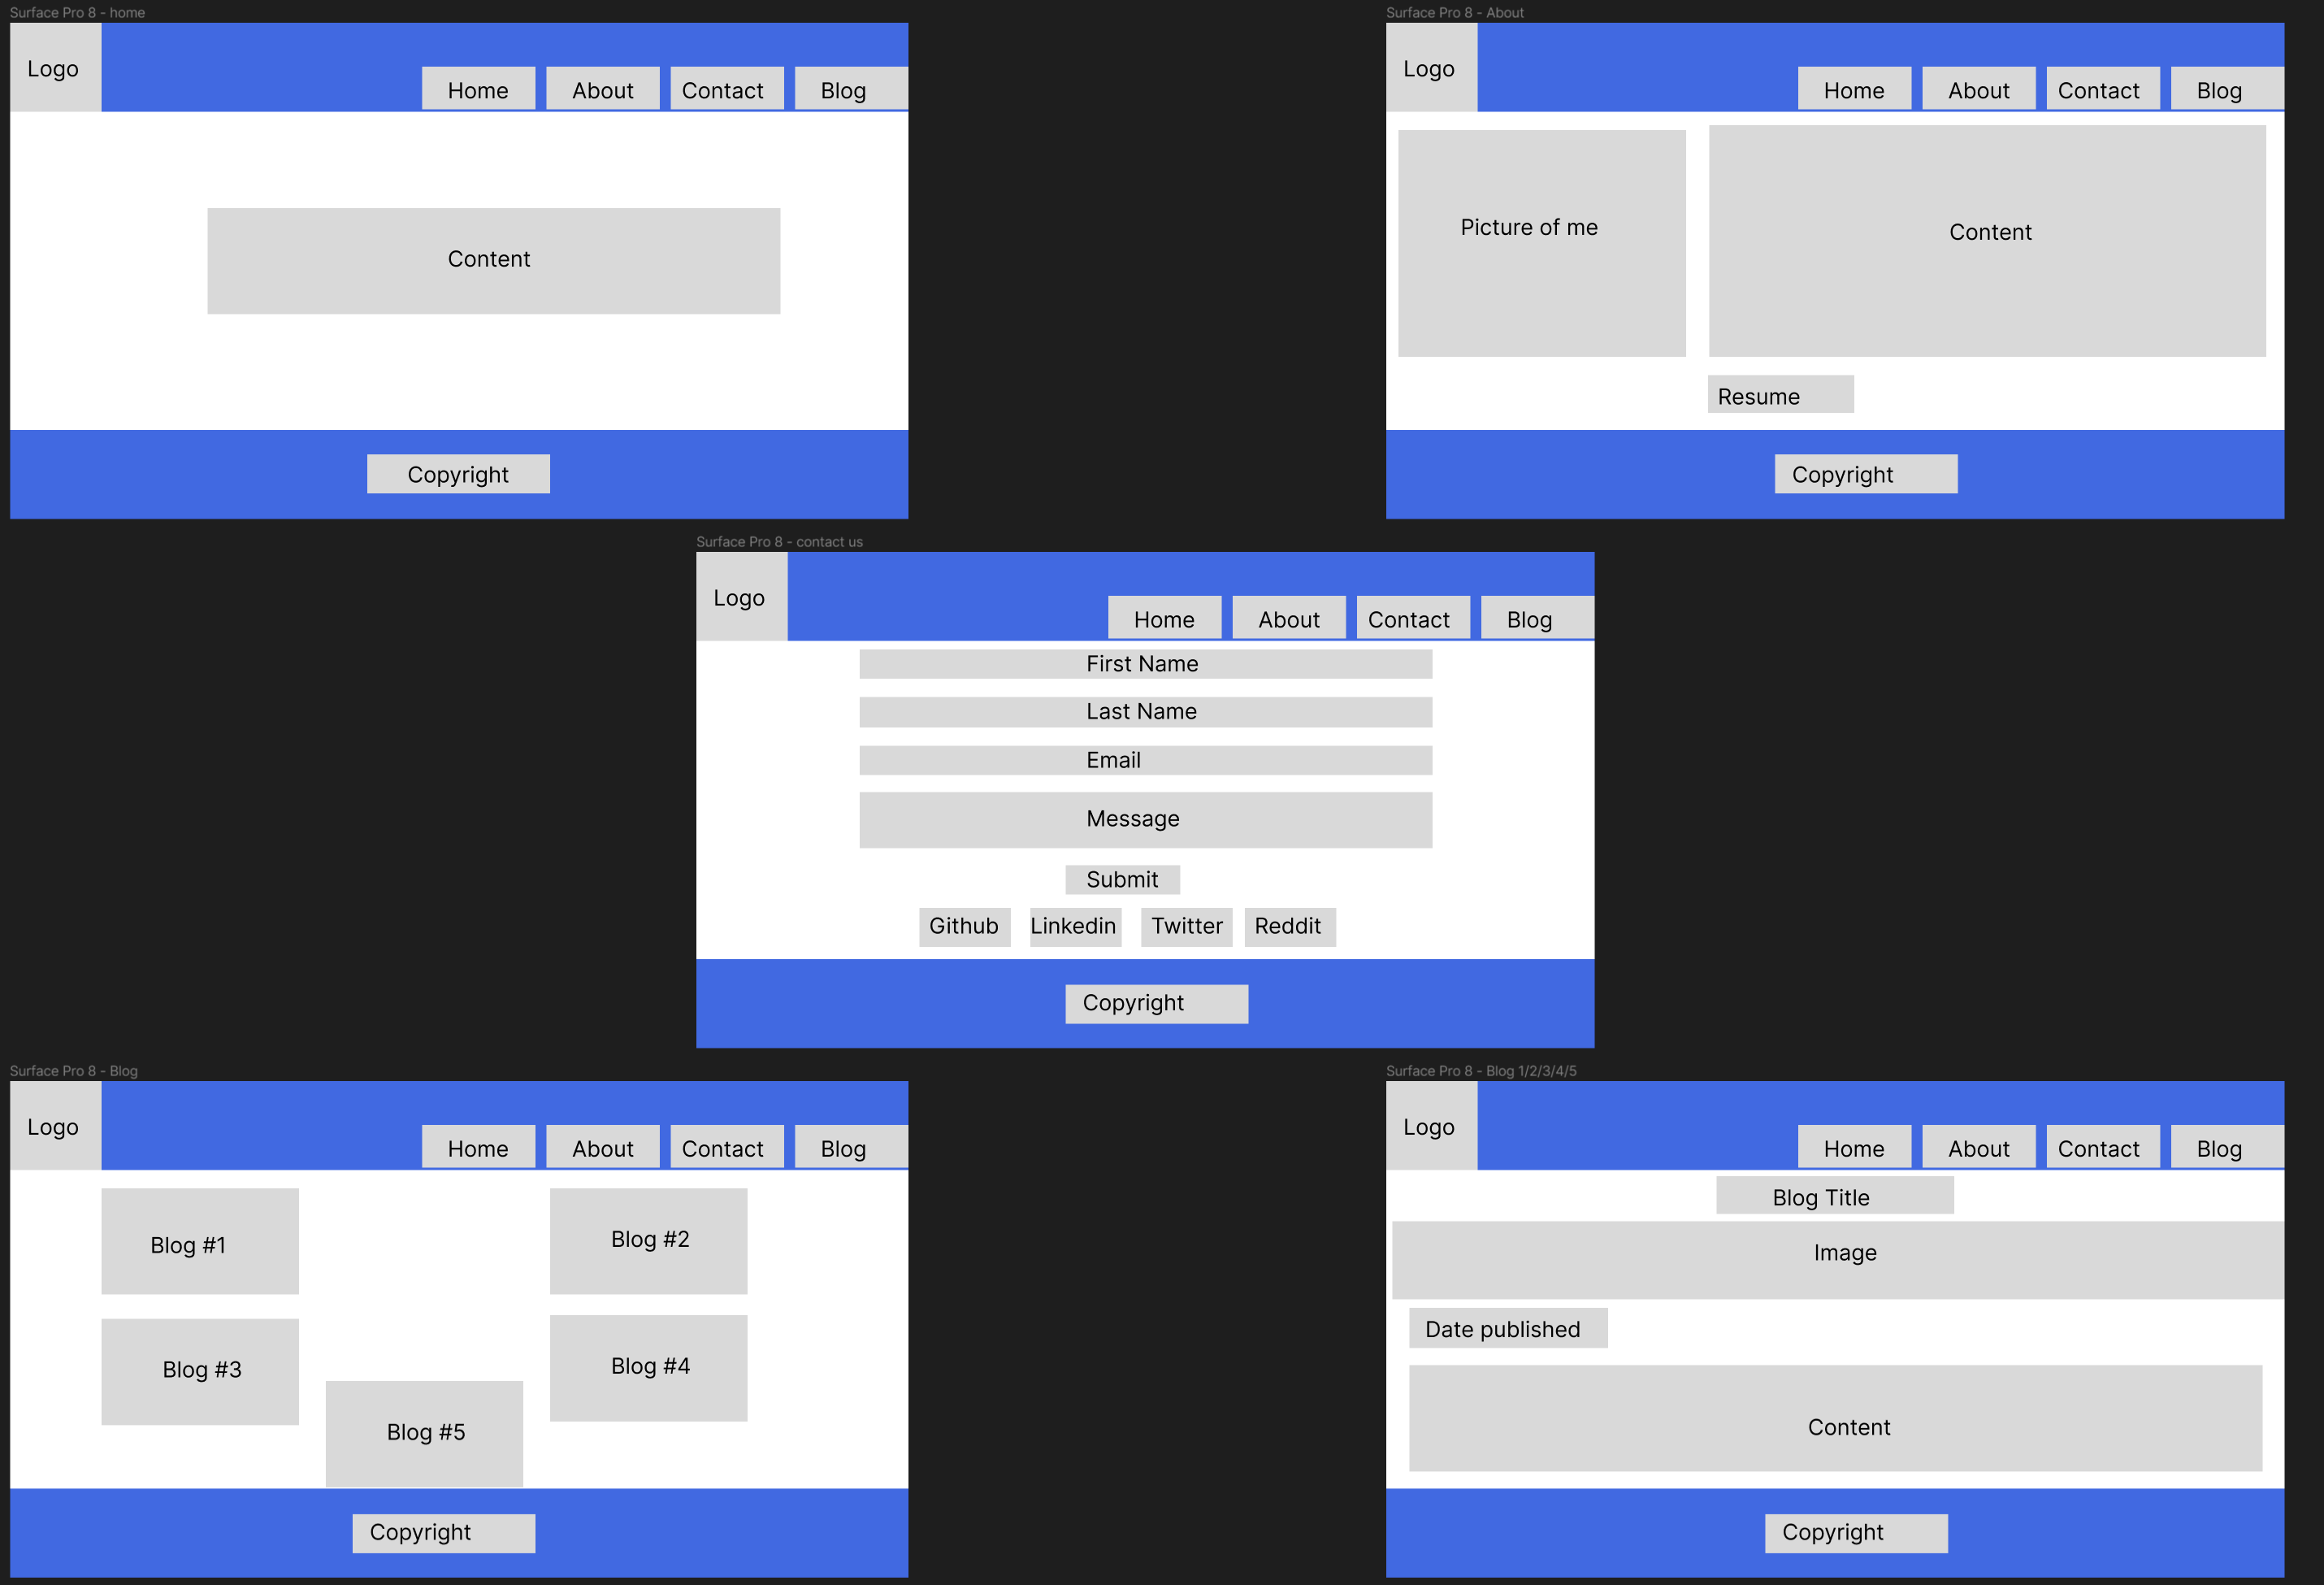 Surface Pro 8 - home
Logo
Home
About
Contact
Blog
Content
Copyright
Surface Pro 8 - About
Logo
Home
About
Contact
Blog
Picture of me
Content
Resume
Copyright
Surface Pro 8 - contact us
Logo
Home
About
Contact
Blog
First Name
Last Name
Email
Message
Submit
Github
Linkedin
Twitter
Reddit
Copyright
Surface Pro 8 - Blog
Logo
Home
About
Contact
Blog
Blog #1
Blog #2
Blog #3
Blog #4
Blog #5
Copyright
Surface Pro 8 - Blog 1/2/3/4/5
Logo
Home
About
Contact
Blog
Blog Title
Image
Date published
Content
Copyright